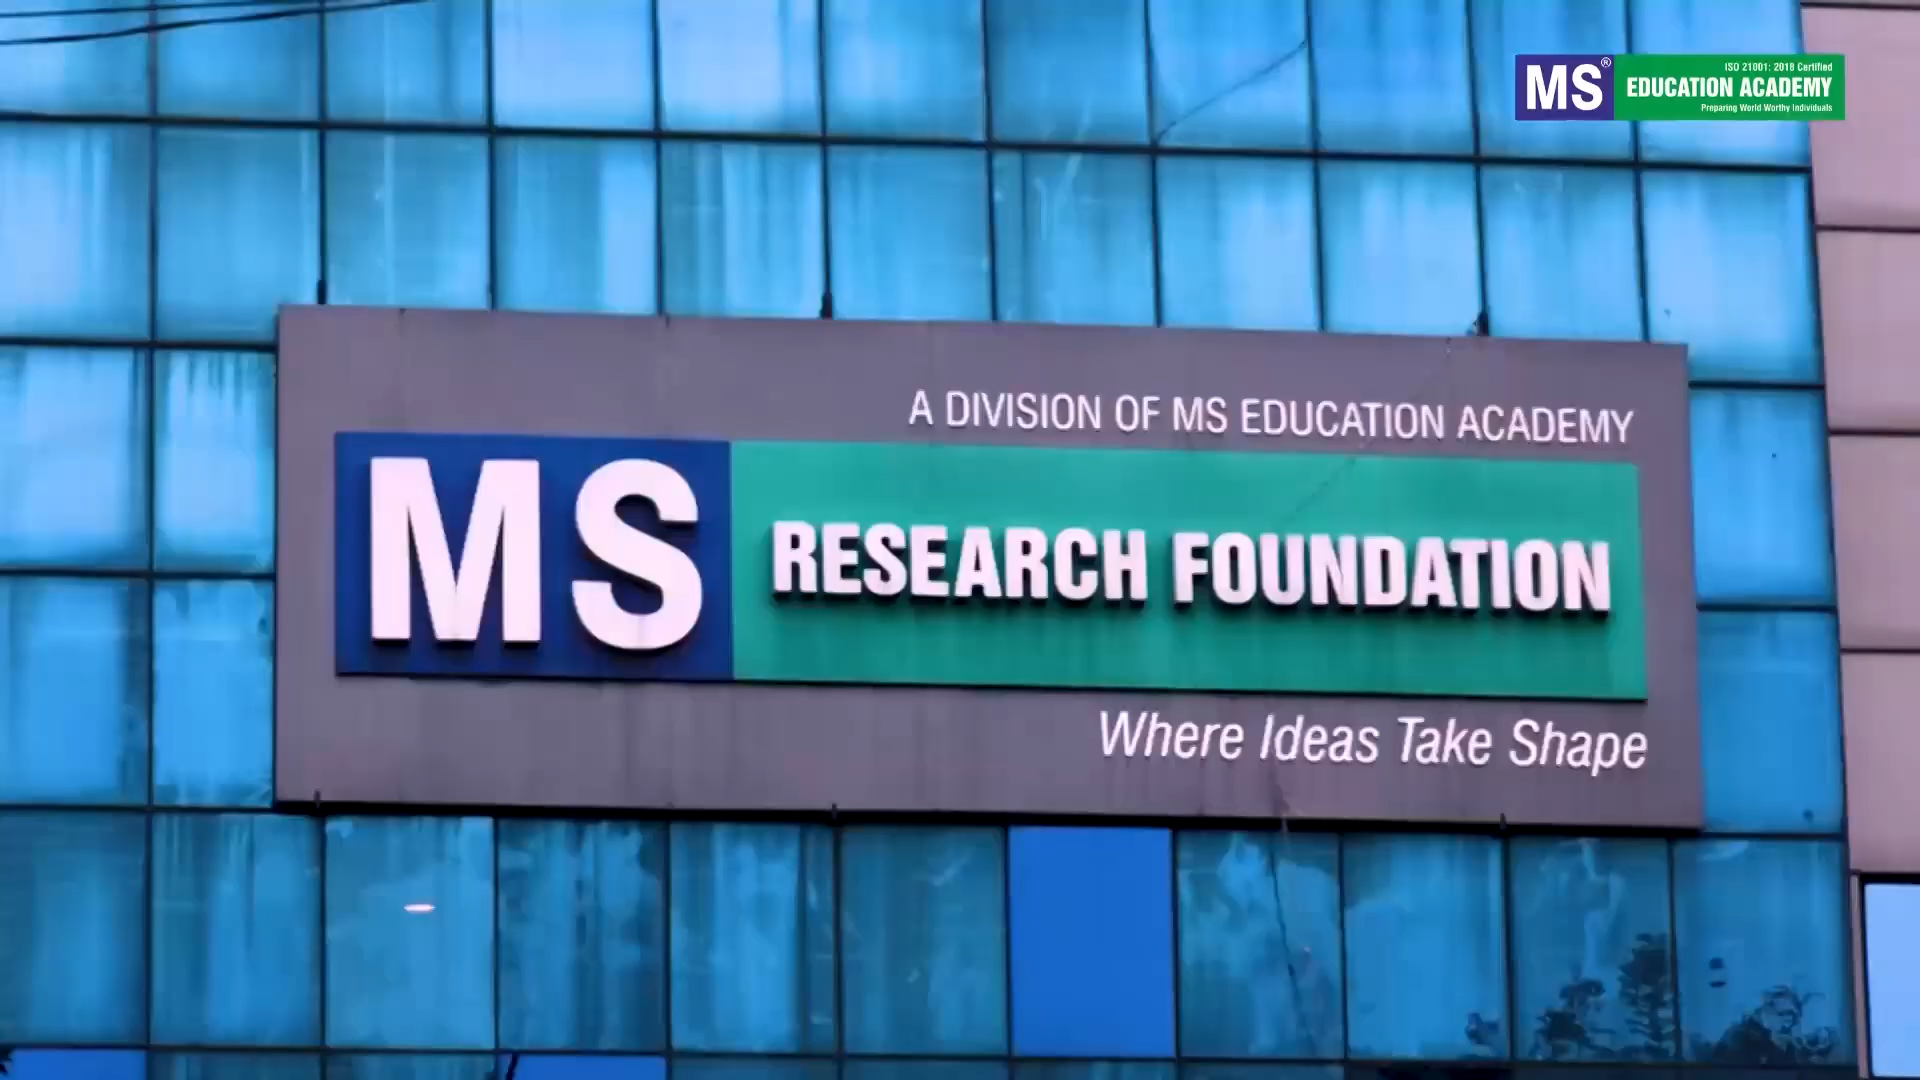 MS®
ISO 21001: 2018 Certified
EDUCATION ACADEMY
Preparing World Worthy Individuals
A DIVISION OF MS EDUCATION ACADEMY
MS RESEARCH FOUNDATION
Where Ideas Take Shape